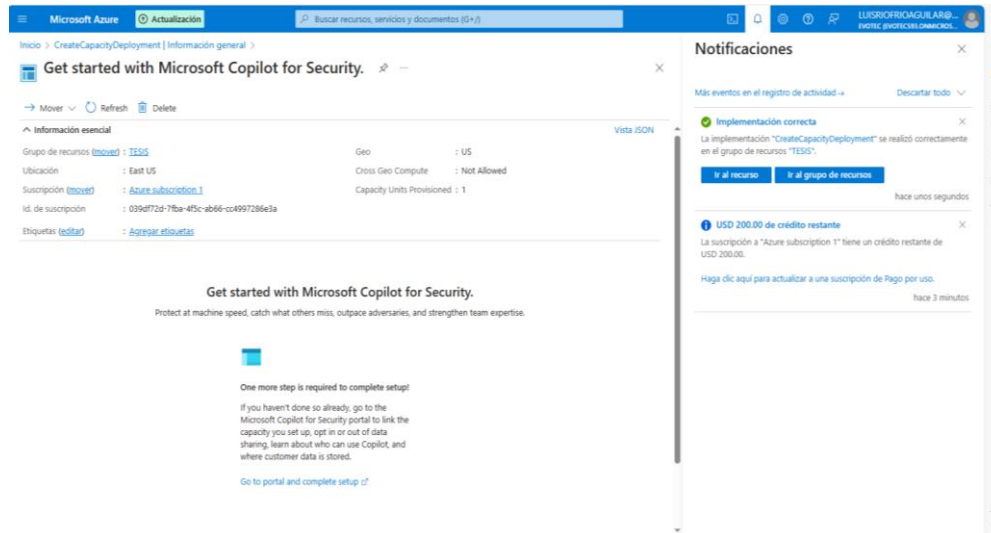 Microsoft Azure
Actualización
Buscar recursos, servicios y documentos (G+/)
LUISRIOFRIOAGUILAR@...
EVOTEC (EVOTEC593.ONMICROS...
Inicio > CreateCapacityDeployment | Información general >
Get started with Microsoft Copilot for Security.
Mover
Refresh
Delete
Información esencial
Vista JSON
Grupo de recursos (mover) : TESIS
Ubicación : East US
Suscripción (mover) : Azure subscription 1
Id. de suscripción : 039df72d-7fba-4f5c-ab66-cc4997286e3a
Etiquetas (editar) : Agregar etiquetas
Geo : US
Cross Geo Compute : Not Allowed
Capacity Units Provisioned : 1
Get started with Microsoft Copilot for Security.
Protect at machine speed, catch what others miss, outpace adversaries, and strengthen team expertise.
One more step is required to complete setup!
If you haven't done so already, go to the
Microsoft Copilot for Security portal to link the
capacity you set up, opt in or out of data
sharing, learn about who can use Copilot, and
where customer data is stored.
Go to portal and complete setup
Notificaciones
Más eventos en el registro de actividad →
Descartar todo
Implementación correcta
La implementación "CreateCapacityDeployment" se realizó correctamente
en el grupo de recursos "TESIS".
Ir al recurso
Ir al grupo de recursos
hace unos segundos
USD 200.00 de crédito restante
La suscripción a "Azure subscription 1" tiene un crédito restante de
USD 200.00.
Haga clic aquí para actualizar a una suscripción de Pago por uso.
hace 3 minutos